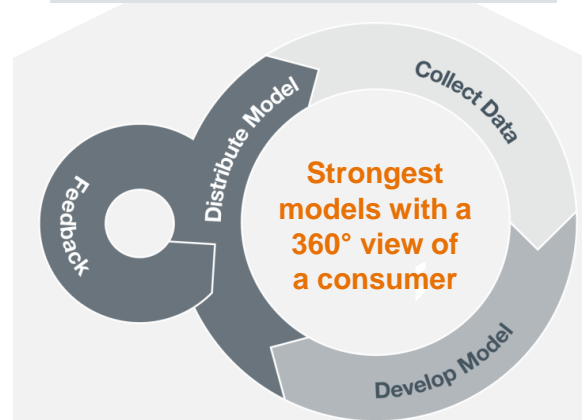 Collect Data
Distribute Model
Strongest
models with a
360° view of
a consumer
Feedback
Develop Model